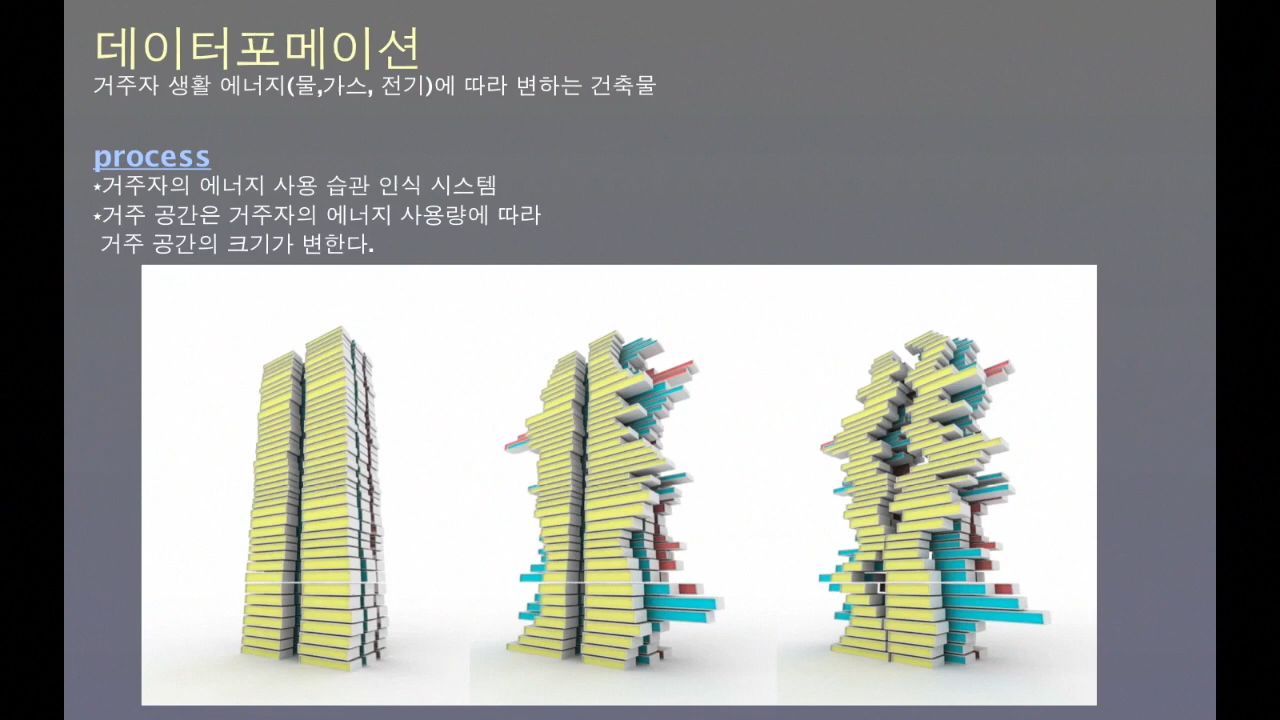 데이터포메이션
거주자 생활 에너지(물,가스, 전기)에 따라 변하는 건축물
process
*거주자의 에너지 사용 습관 인식 시스템
*거주 공간은 거주자의 에너지 사용량에 따라
거주 공간의 크기가 변한다.